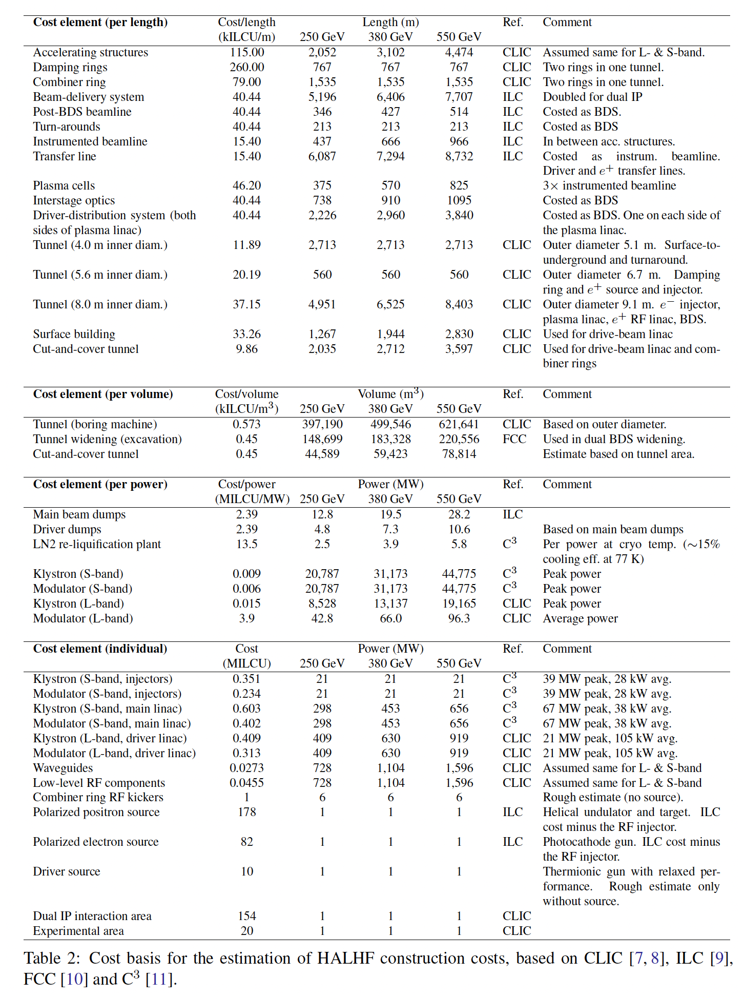 Cost element (per length) Cost/length Length (m) Ref. Comment
(kILCU/m) 250 GeV 380 GeV 550 GeV
Accelerating structures 115.00 2,052 3,102 4,474 CLIC Assumed same for L- & S-band.
Damping rings 260.00 767 767 767 CLIC Two rings in one tunnel.
Combiner ring 79.00 1,535 1,535 1,535 CLIC Two rings in one tunnel.
Beam-delivery system 40.44 5,196 6,406 7,707 ILC Doubled for dual IP
Post-BDS beamline 40.44 346 427 514 ILC Costed as BDS.
Turn-arounds 40.44 213 213 213 ILC Costed as BDS
Instrumented beamline 15.40 437 666 966 ILC In between acc. structures.
Transfer line 15.40 6,087 7,294 8,732 ILC Costed as instrum. beamline.
Driver and e⁺ transfer lines.
Plasma cells 46.20 375 570 825 3× instrumented beamline
Interstage optics 40.44 738 910 1095 Costed as BDS
Driver-distribution system (both 40.44 2,226 2,960 3,840 Costed as BDS. One on each side of
sides of plasma linac) the plasma linac.
Tunnel (4.0 m inner diam.) 11.89 2,713 2,713 2,713 CLIC Outer diameter 5.1 m. Surface-to-
underground and turnaround.
Tunnel (5.6 m inner diam.) 20.19 560 560 560 CLIC Outer diameter 6.7 m. Damping
ring and e⁺ source and injector.
Tunnel (8.0 m inner diam.) 37.15 4,951 6,525 8,403 CLIC Outer diameter 9.1 m. e⁻ injector,
plasma linac, e⁺ RF linac, BDS.
Surface building 33.26 1,267 1,944 2,830 CLIC Used for drive-beam linac
Cut-and-cover tunnel 9.86 2,035 2,712 3,597 CLIC Used for drive-beam linac and com-
biner rings
Cost element (per volume) Cost/volume Volume (m³) Ref. Comment
(kILCU/m³) 250 GeV 380 GeV 550 GeV
Tunnel (boring machine) 0.573 397,190 499,546 621,641 CLIC Based on outer diameter.
Tunnel widening (excavation) 0.45 148,699 183,328 220,556 FCC Used in dual BDS widening.
Cut-and-cover tunnel 0.45 44,589 59,423 78,814 Estimate based on tunnel area.
Cost element (per power) Cost/power Power (MW) Ref. Comment
(MILCU/MW) 250 GeV 380 GeV 550 GeV
Main beam dumps 2.39 12.8 19.5 28.2 ILC
Driver dumps 2.39 4.8 7.3 10.6 Based on main beam dumps
LN2 re-liquification plant 13.5 2.5 3.9 5.8 C³ Per power at cryo temp. (∼15%
cooling eff. at 77 K)
Klystron (S-band) 0.009 20,787 31,173 44,775 C³ Peak power
Modulator (S-band) 0.006 20,787 31,173 44,775 C³ Peak power
Klystron (L-band) 0.015 8,528 13,137 19,165 CLIC Peak power
Modulator (L-band) 3.9 42.8 66.0 96.3 CLIC Average power
Cost element (individual) Cost Power (MW) Ref. Comment
(MILCU) 250 GeV 380 GeV 550 GeV
Klystron (S-band, injectors) 0.351 21 21 21 C³ 39 MW peak, 28 kW avg.
Modulator (S-band, injectors) 0.234 21 21 21 C³ 39 MW peak, 28 kW avg.
Klystron (S-band, main linac) 0.603 298 453 656 C³ 67 MW peak, 38 kW avg.
Modulator (S-band, main linac) 0.402 298 453 656 C³ 67 MW peak, 38 kW avg.
Klystron (L-band, driver linac) 0.409 409 630 919 CLIC 21 MW peak, 105 kW avg.
Modulator (L-band, driver linac) 0.313 409 630 919 CLIC 21 MW peak, 105 kW avg.
Waveguides 0.0273 728 1,104 1,596 CLIC Assumed same for L- & S-band
Low-level RF components 0.0455 728 1,104 1,596 CLIC Assumed same for L- & S-band
Combiner ring RF kickers 1 6 6 6 Rough estimate (no source).
Polarized positron source 178 1 1 1 ILC Helical undulator and target. ILC
cost minus the RF injector.
Polarized electron source 82 1 1 1 ILC Photocathode gun. ILC cost minus
the RF injector.
Driver source 10 1 1 1 Thermionic gun with relaxed per-
formance. Rough estimate only
without source.
Dual IP interaction area 154 1 1 1 CLIC
Experimental area 20 1 1 1 CLIC
Table 2: Cost basis for the estimation of HALHF construction costs, based on CLIC [7, 8], ILC [9],
FCC [10] and C³ [11].